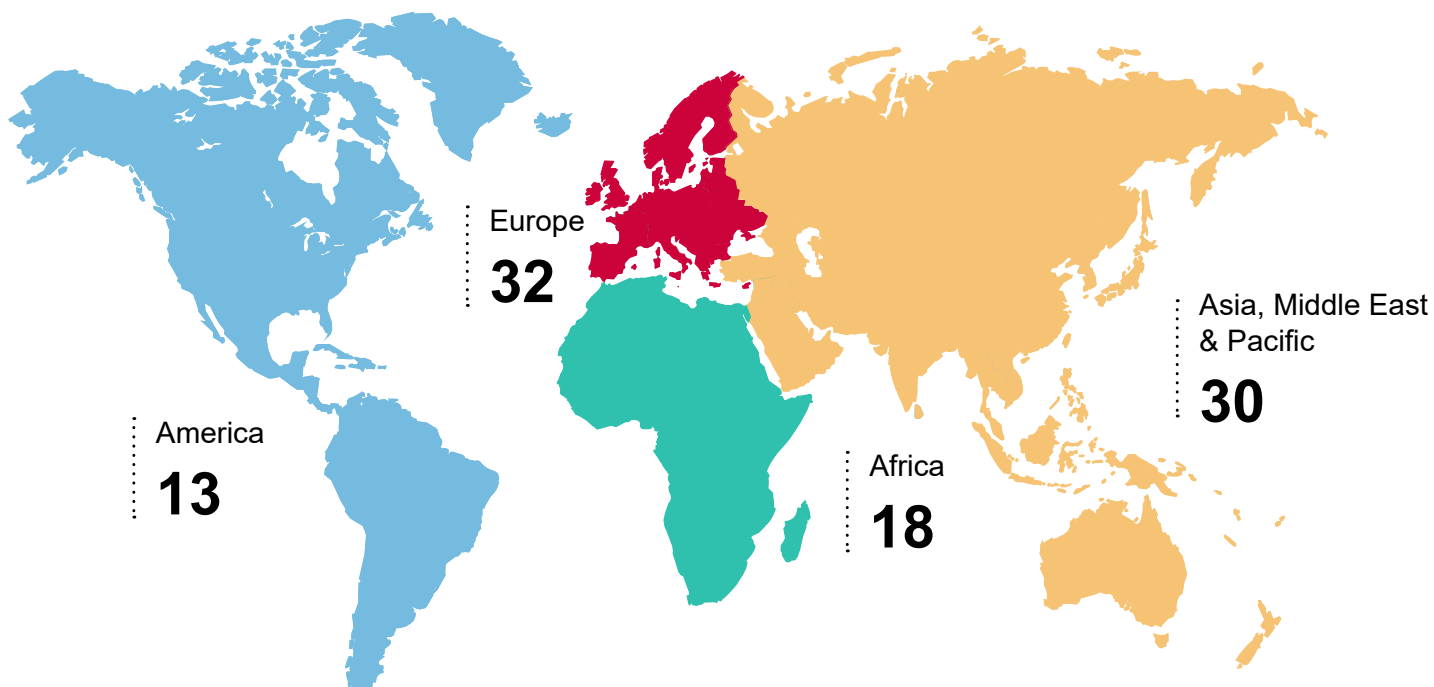 Europe
32
Asia, Middle East
& Pacific
30
America
13
Africa
18